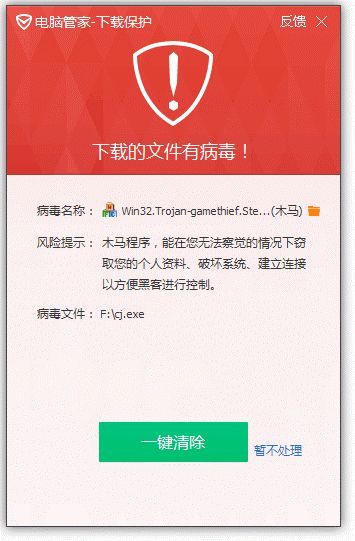 电脑管家-下载保护 反馈
下载的文件有病毒！
病毒名称： Win32.Trojan-gamethief.Ste...(木马)
风险提示： 木马程序，能在您无法察觉的情况下窃
取您的个人资料、破坏系统、建立连接
以方便黑客进行控制。
病毒文件： F:\cj.exe
一键清除 暂不处理